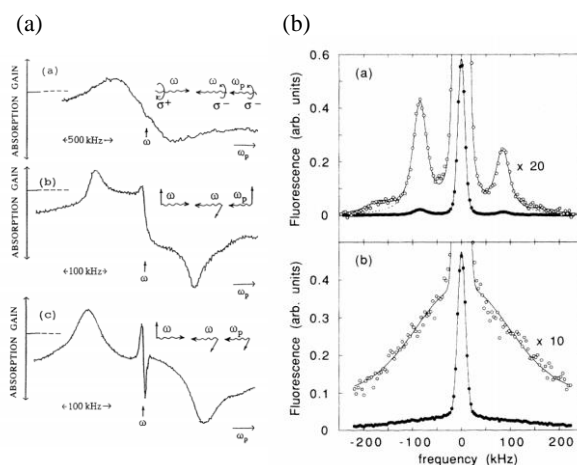 (a)
(b)
(a)
ABSORPTION GAIN
ω ω ωp
σ+ σ− σ−
<500 kHz>
ω
ωp
(b)
ABSORPTION GAIN
ω ω ωp
<100 kHz>
ω
ωp
(c)
ABSORPTION GAIN
ω ω ωp
<100 kHz>
ω
ωp
(a)
Fluorescence (arb. units)
0.6
0.4
0.2
0
x 20
(b)
Fluorescence (arb. units)
0.4
0.3
0.2
0.1
0
x 10
-200 -100 0 100 200
frequency (kHz)